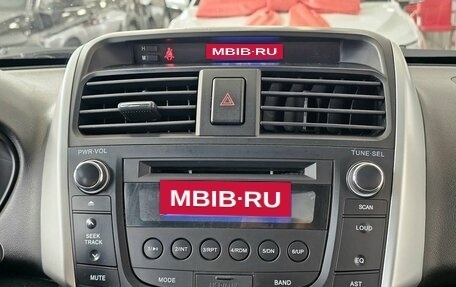 H
M
MBIB·RU
PWR·VOL
TUNE·SEL
MBIB·RU
SCAN
SEEK
TRACK
LOUD
1/▶II 2/INT 3/RPT 4/RDM 5/DN 6/UP
EQ
MUTE
MODE
BAND
AST